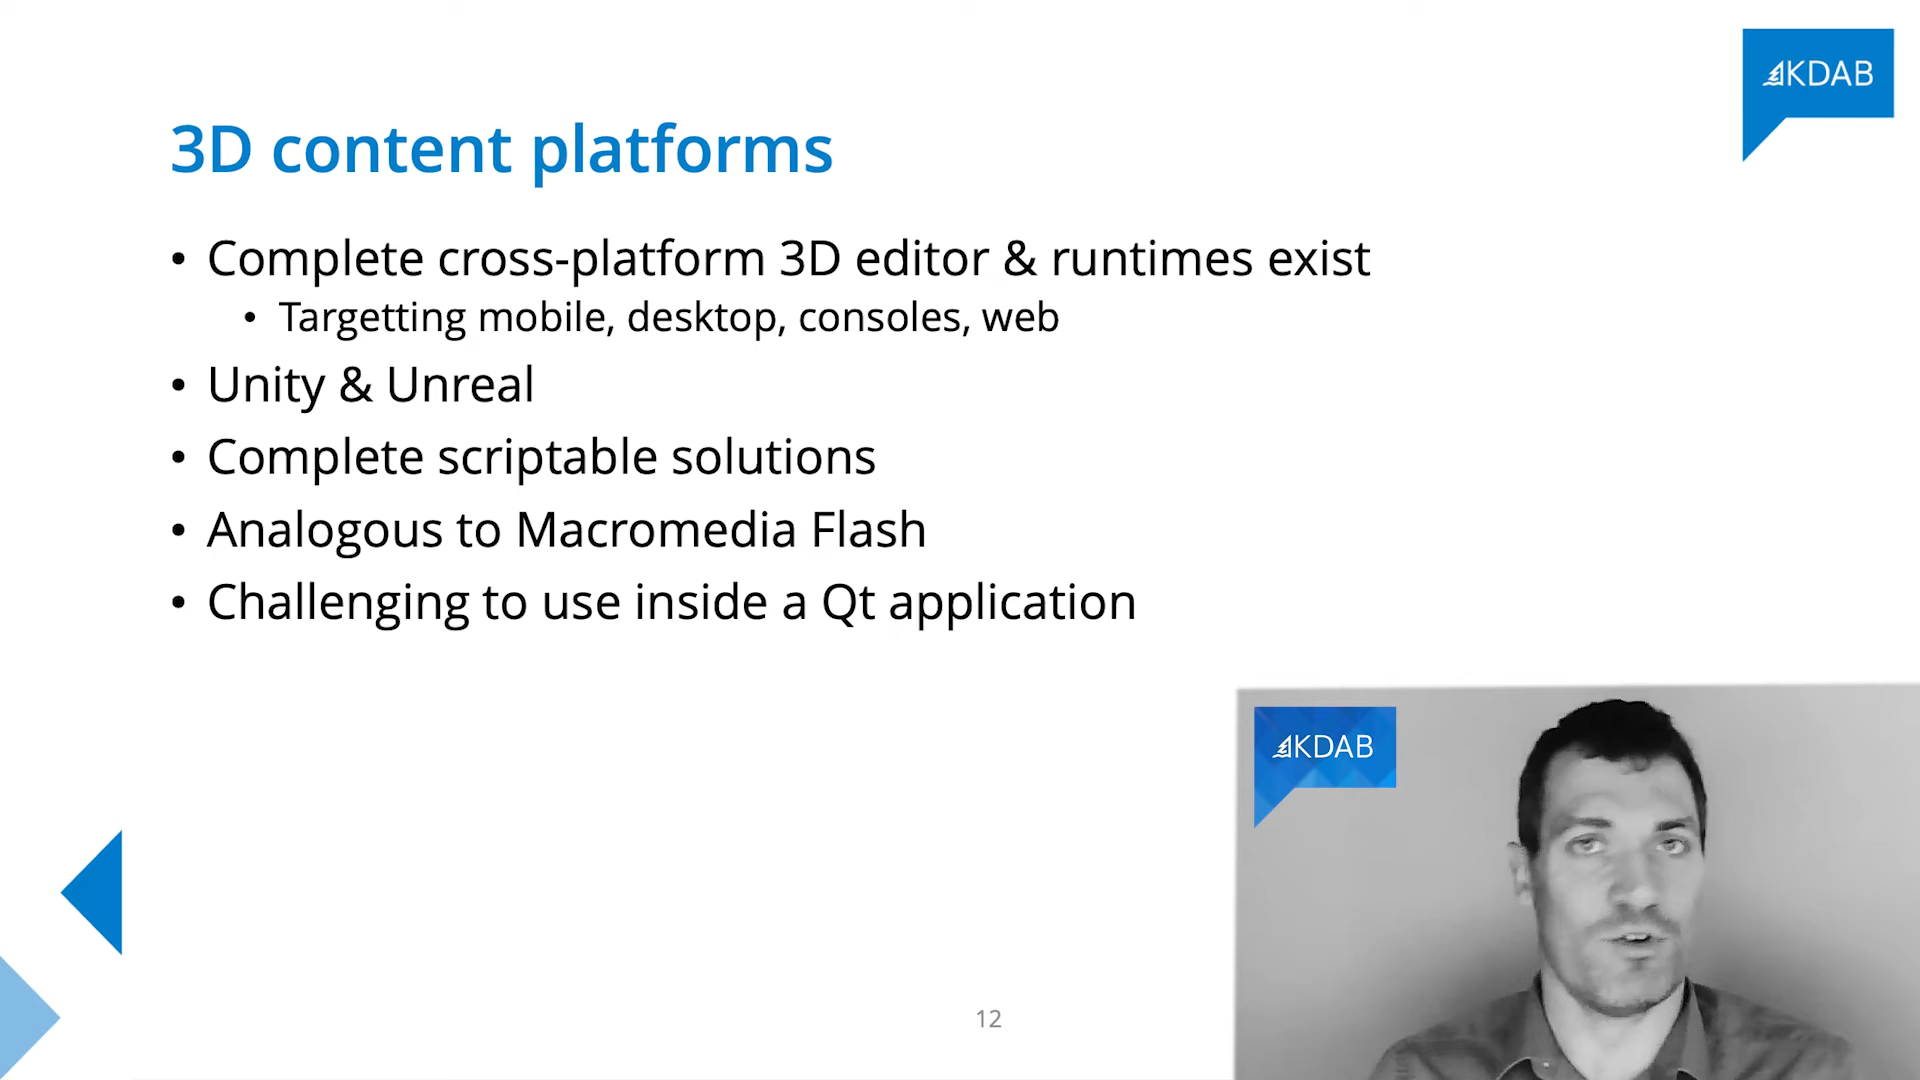 KDAB
3D content platforms
• Complete cross-platform 3D editor & runtimes exist
• Targetting mobile, desktop, consoles, web
• Unity & Unreal
• Complete scriptable solutions
• Analogous to Macromedia Flash
• Challenging to use inside a Qt application
KDAB
12